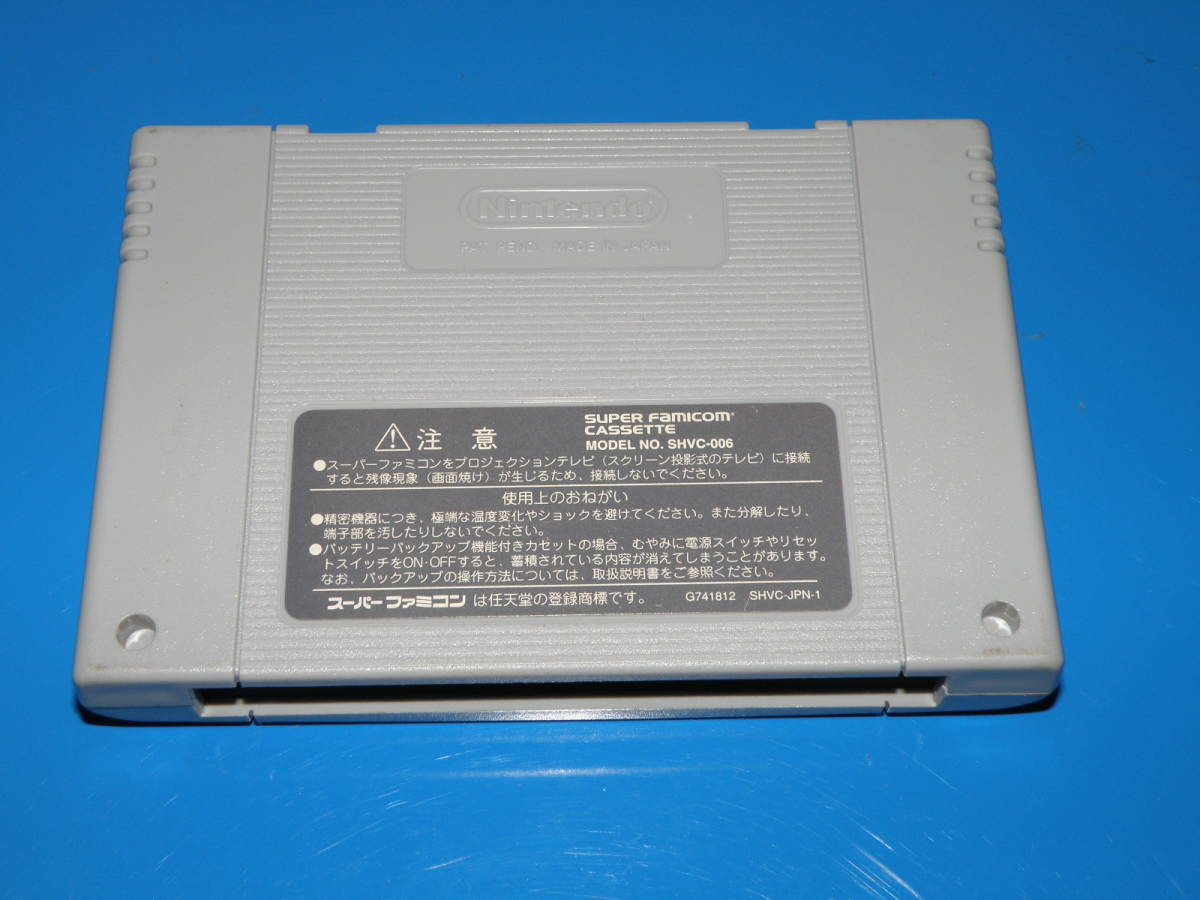 Nintendo
PAT. PEND. MADE IN JAPAN
注意
SUPER FAMICOM
CASSETTE
MODEL NO. SHVC-006
●スーパーファミコンをプロジェクションテレビ（スクリーン投影式のテレビ）に接続
すると残像現象（画面焼け）が生じるため、接続しないでください。
使用上のおねがい
●精密機器につき、極端な温度変化やショックを避けてください。また分解したり、
端子部を汚したりしないでください。
●バッテリーバックアップ機能付きカセットの場合、むやみに電源スイッチやリセッ
トスイッチをON・OFFすると、蓄積されている内容が消えてしまうことがあります。
なお、バックアップの操作方法については、取扱説明書をご参照ください。
スーパーファミコン は任天堂の登録商標です。 G741812 SHVC-JPN-1